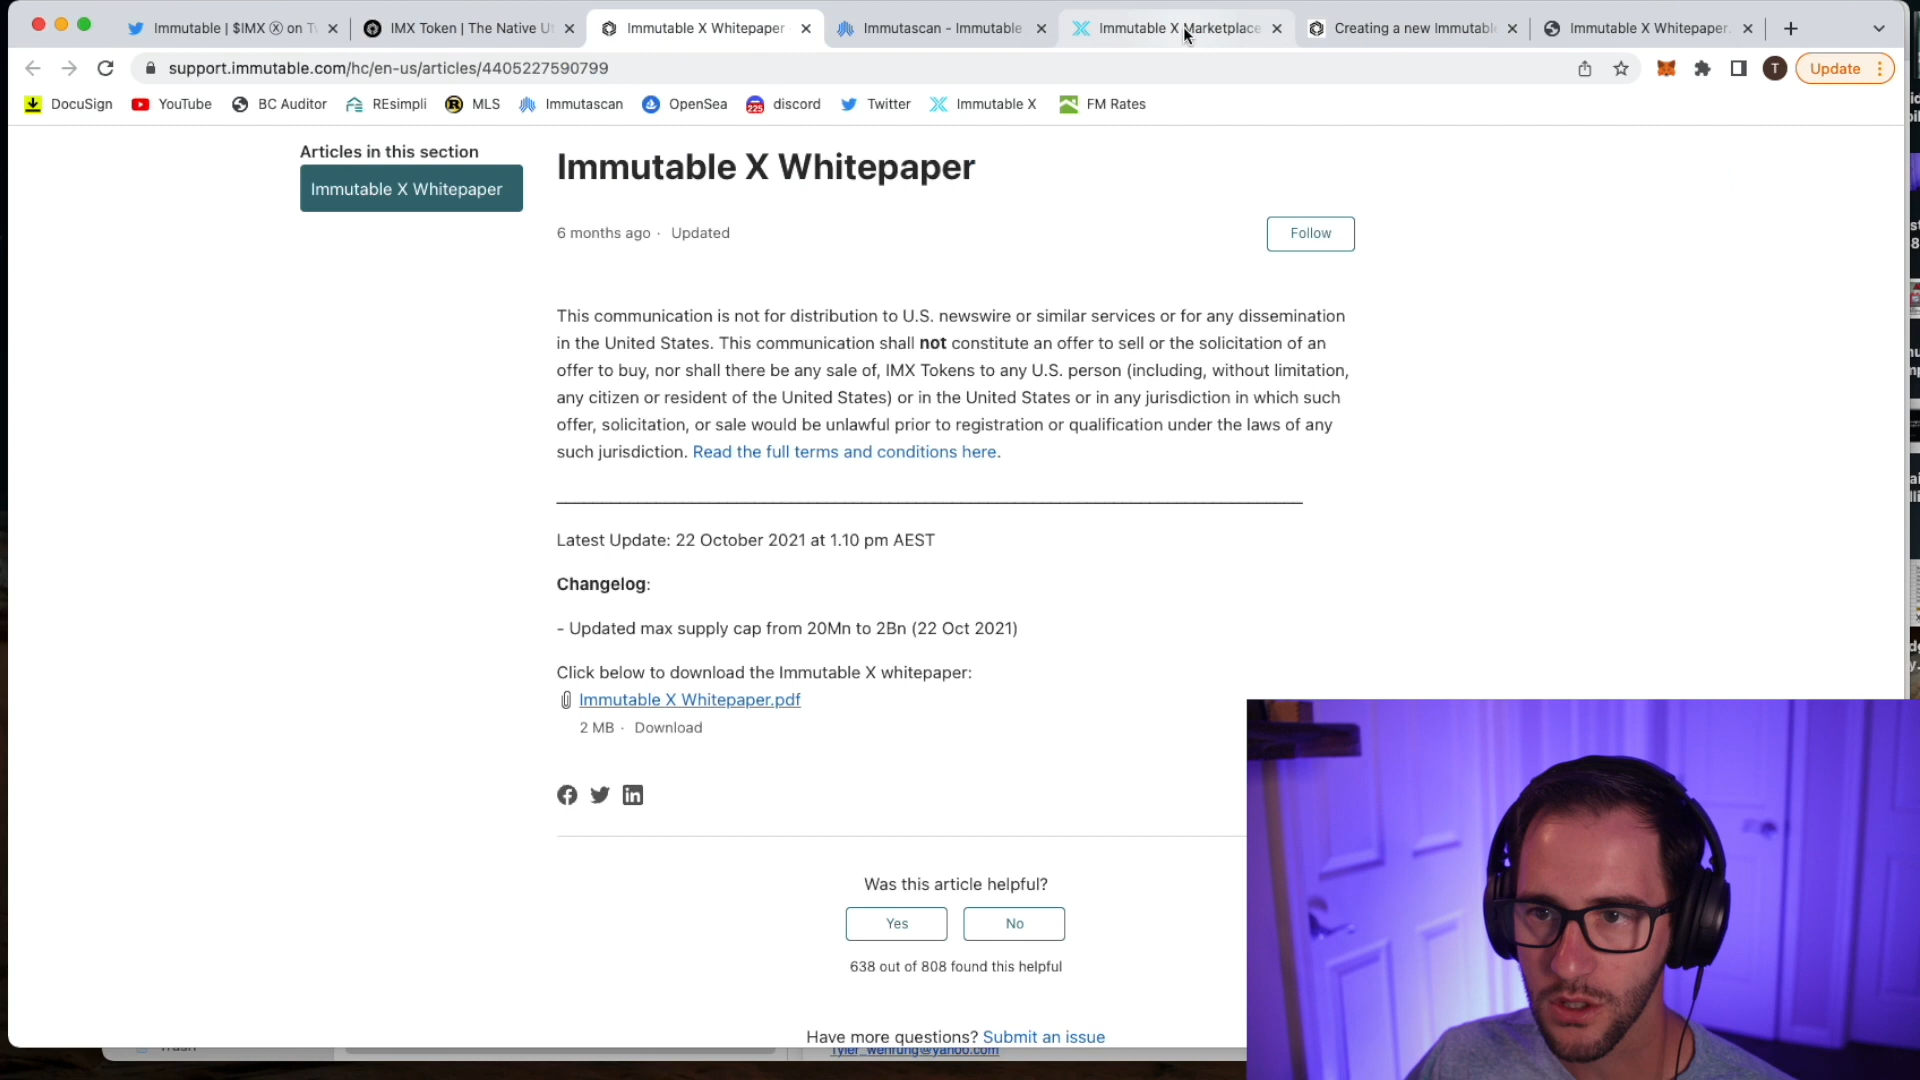 Immutable | $IMX ⓧ on Tw
IMX Token | The Native Ut
Immutable X Whitepaper
Immutascan - Immutable
Immutable X Marketplace
Creating a new Immutable
Immutable X Whitepaper.
support.immutable.com/hc/en-us/articles/4405227590799
T
Update
DocuSign
YouTube
BC Auditor
REsimpli
MLS
Immutascan
OpenSea
discord
Twitter
Immutable X
FM Rates
Articles in this section
Immutable X Whitepaper
Immutable X Whitepaper
6 months ago · Updated
Follow
This communication is not for distribution to U.S. newswire or similar services or for any dissemination
in the United States. This communication shall not constitute an offer to sell or the solicitation of an
offer to buy, nor shall there be any sale of, IMX Tokens to any U.S. person (including, without limitation,
any citizen or resident of the United States) or in the United States or in any jurisdiction in which such
offer, solicitation, or sale would be unlawful prior to registration or qualification under the laws of any
such jurisdiction. Read the full terms and conditions here.
Latest Update: 22 October 2021 at 1.10 pm AEST
Changelog:
- Updated max supply cap from 20Mn to 2Bn (22 Oct 2021)
Click below to download the Immutable X whitepaper:
Immutable X Whitepaper.pdf
2 MB · Download
Was this article helpful?
Yes
No
638 out of 808 found this helpful
Have more questions? Submit an issue